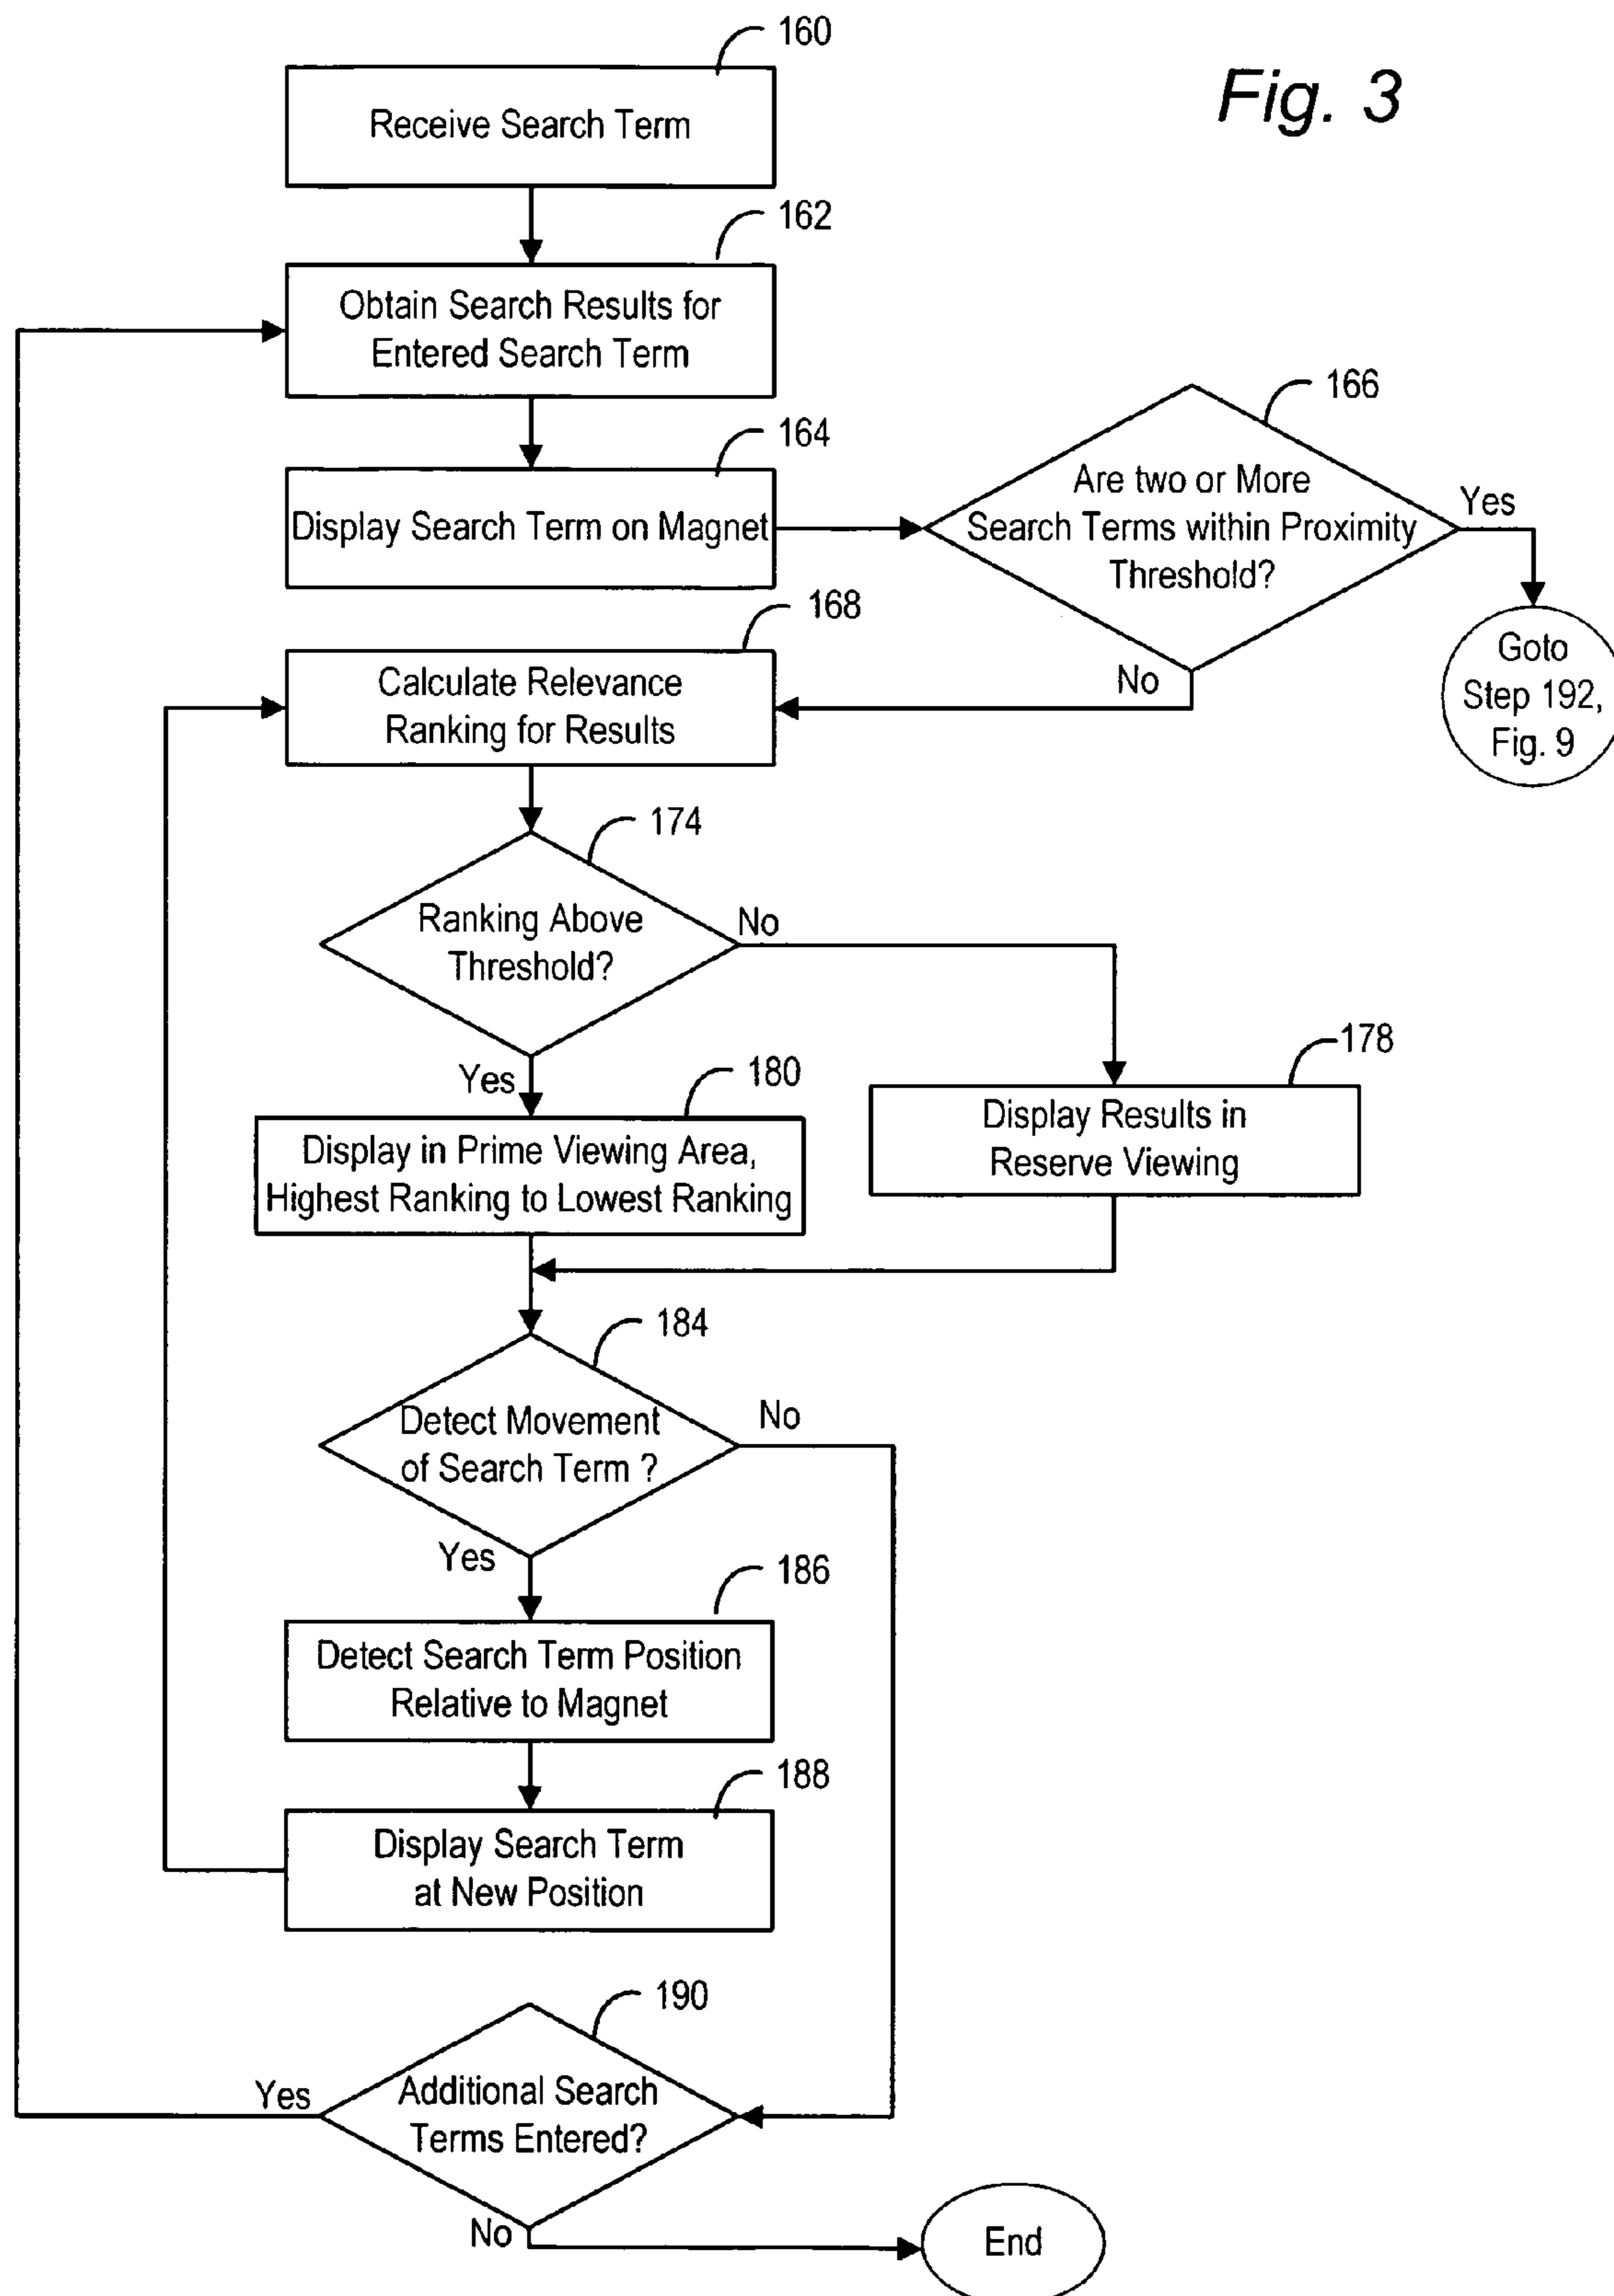 Fig. 3
160
Receive Search Term
162
Obtain Search Results for
Entered Search Term
164
Display Search Term on Magnet
166
Are two or More
Search Terms within Proximity
Threshold?
Yes
Goto
Step 192,
Fig. 9
No
168
Calculate Relevance
Ranking for Results
174
Ranking Above
Threshold?
No
Yes
178
Display Results in
Reserve Viewing
180
Display in Prime Viewing Area,
Highest Ranking to Lowest Ranking
184
Detect Movement
of Search Term ?
No
Yes
186
Detect Search Term Position
Relative to Magnet
188
Display Search Term
at New Position
190
Additional Search
Terms Entered?
Yes
No
End